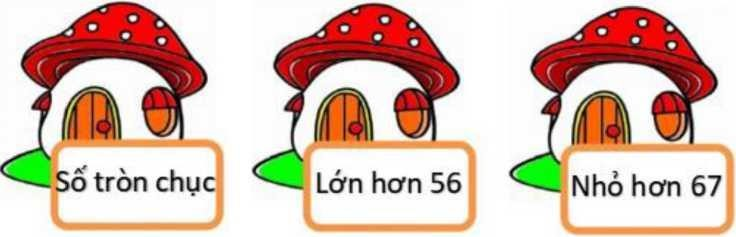 Số tròn chục
Lớn hơn 56
Nhỏ hơn 67